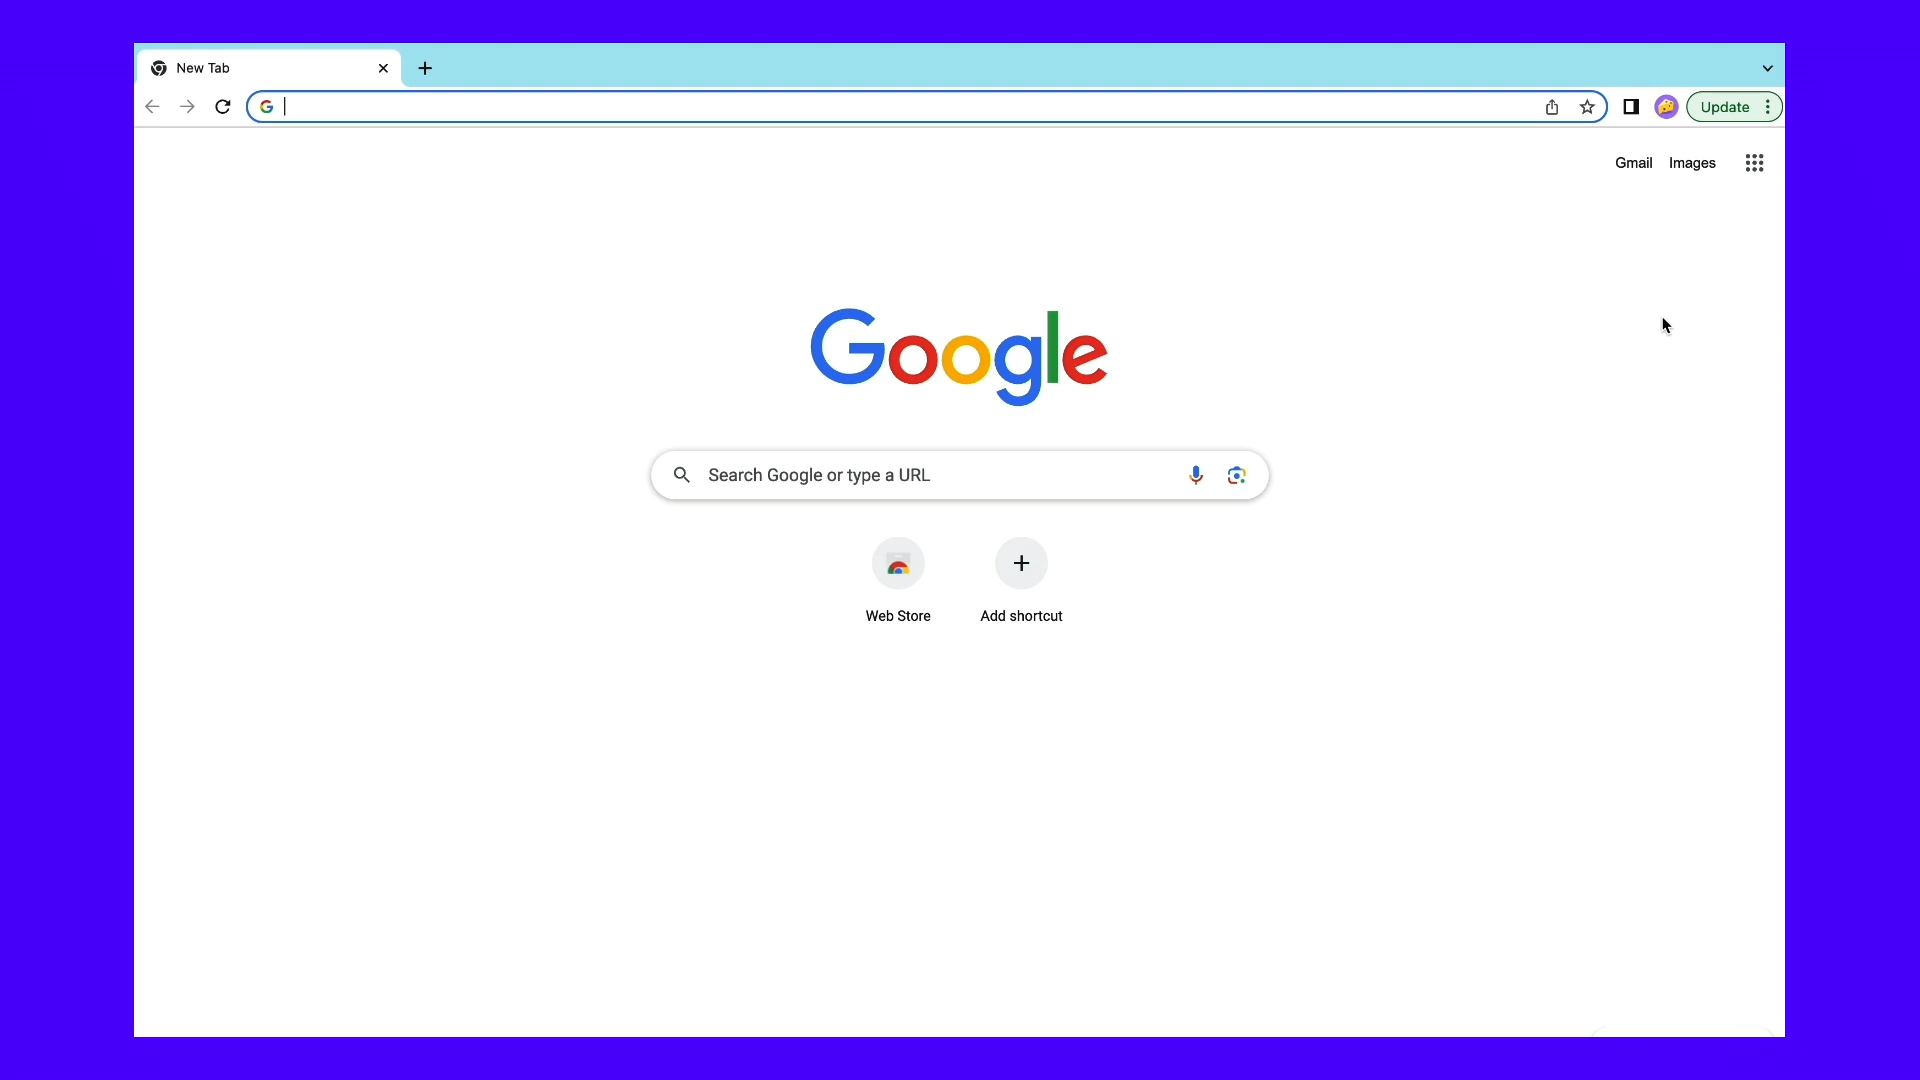 New Tab
Update
Gmail Images
Google
Search Google or type a URL
Web Store Add shortcut